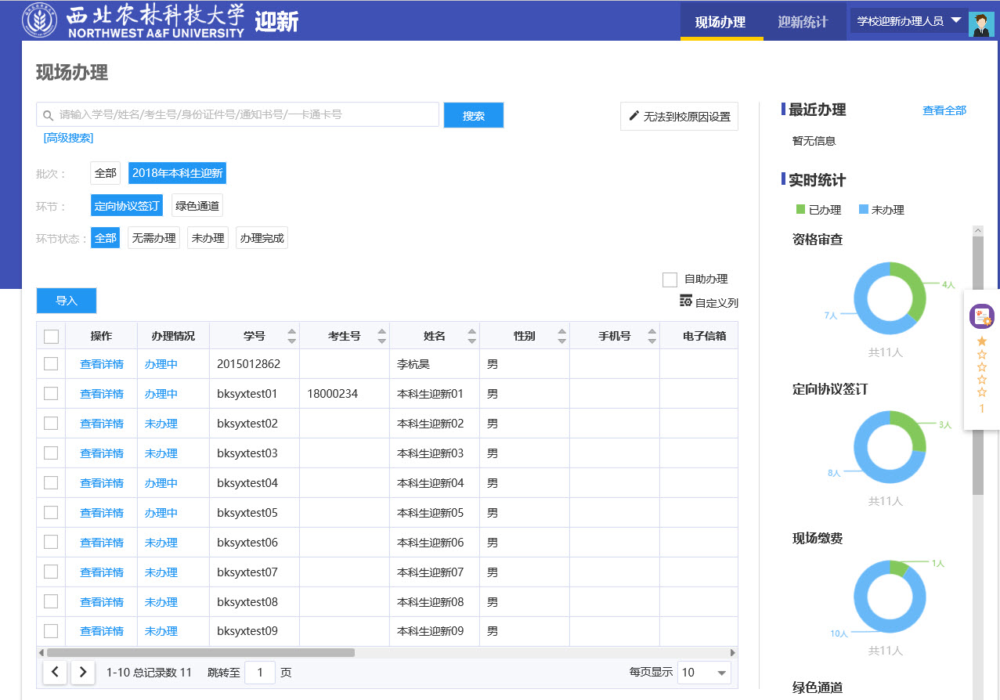 西北农林科技大学 迎新
NORTHWEST A&F UNIVERSITY
现场办理 迎新统计 学校迎新办理人员
现场办理
请输入学号/姓名/考生号/身份证件号/通知书号/一卡通卡号 搜索 无法到校原因设置
[高级搜索]
批次： 全部 2018年本科生迎新
环节： 定向协议签订 绿色通道
环节状态： 全部 无需办理 未办理 办理完成
自助办理
导入 自定义列
操作 办理情况 学号 考生号 姓名 性别 手机号 电子信箱
查看详情 办理中 2015012862 李杭昊 男
查看详情 办理中 bksyxtest01 18000234 本科生迎新01 男
查看详情 未办理 bksyxtest02 本科生迎新02 男
查看详情 未办理 bksyxtest03 本科生迎新03 男
查看详情 办理中 bksyxtest04 本科生迎新04 男
查看详情 办理中 bksyxtest05 本科生迎新05 男
查看详情 未办理 bksyxtest06 本科生迎新06 男
查看详情 未办理 bksyxtest07 本科生迎新07 男
查看详情 未办理 bksyxtest08 本科生迎新08 男
查看详情 未办理 bksyxtest09 本科生迎新09 男
1-10 总记录数 11 跳转至 1 页 每页显示 10
最近办理 查看全部
暂无信息
实时统计
已办理 未办理
资格审查
4人
7人
共11人
定向协议签订
3人
8人
共11人
现场缴费
1人
10人
共11人
绿色通道
1